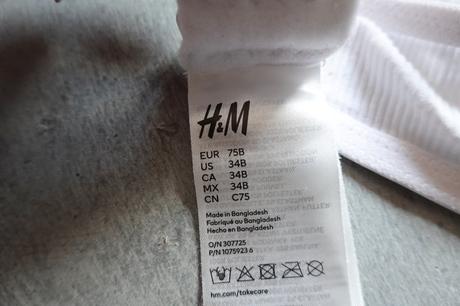 H&M
EUR 75B
US 34B
CA 34B
MX 34B
CN C75
Made in Bangladesh
Fabriqué au Bangladesh
Hecho en Bangladesh
O/N 307725
P/N 1075923 6
hm.com/takecare